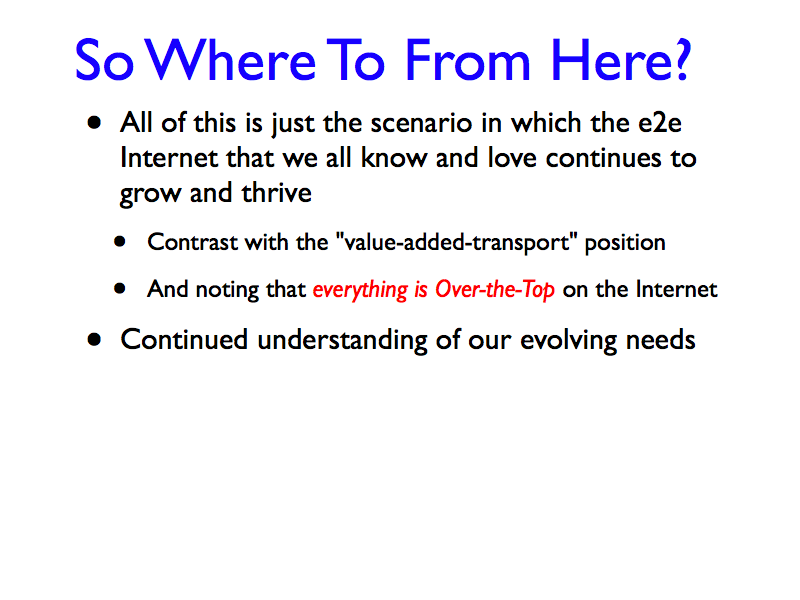 So Where To From Here?
• All of this is just the scenario in which the e2e
Internet that we all know and love continues to
grow and thrive
• Contrast with the "value-added-transport" position
• And noting that everything is Over-the-Top on the Internet
• Continued understanding of our evolving needs